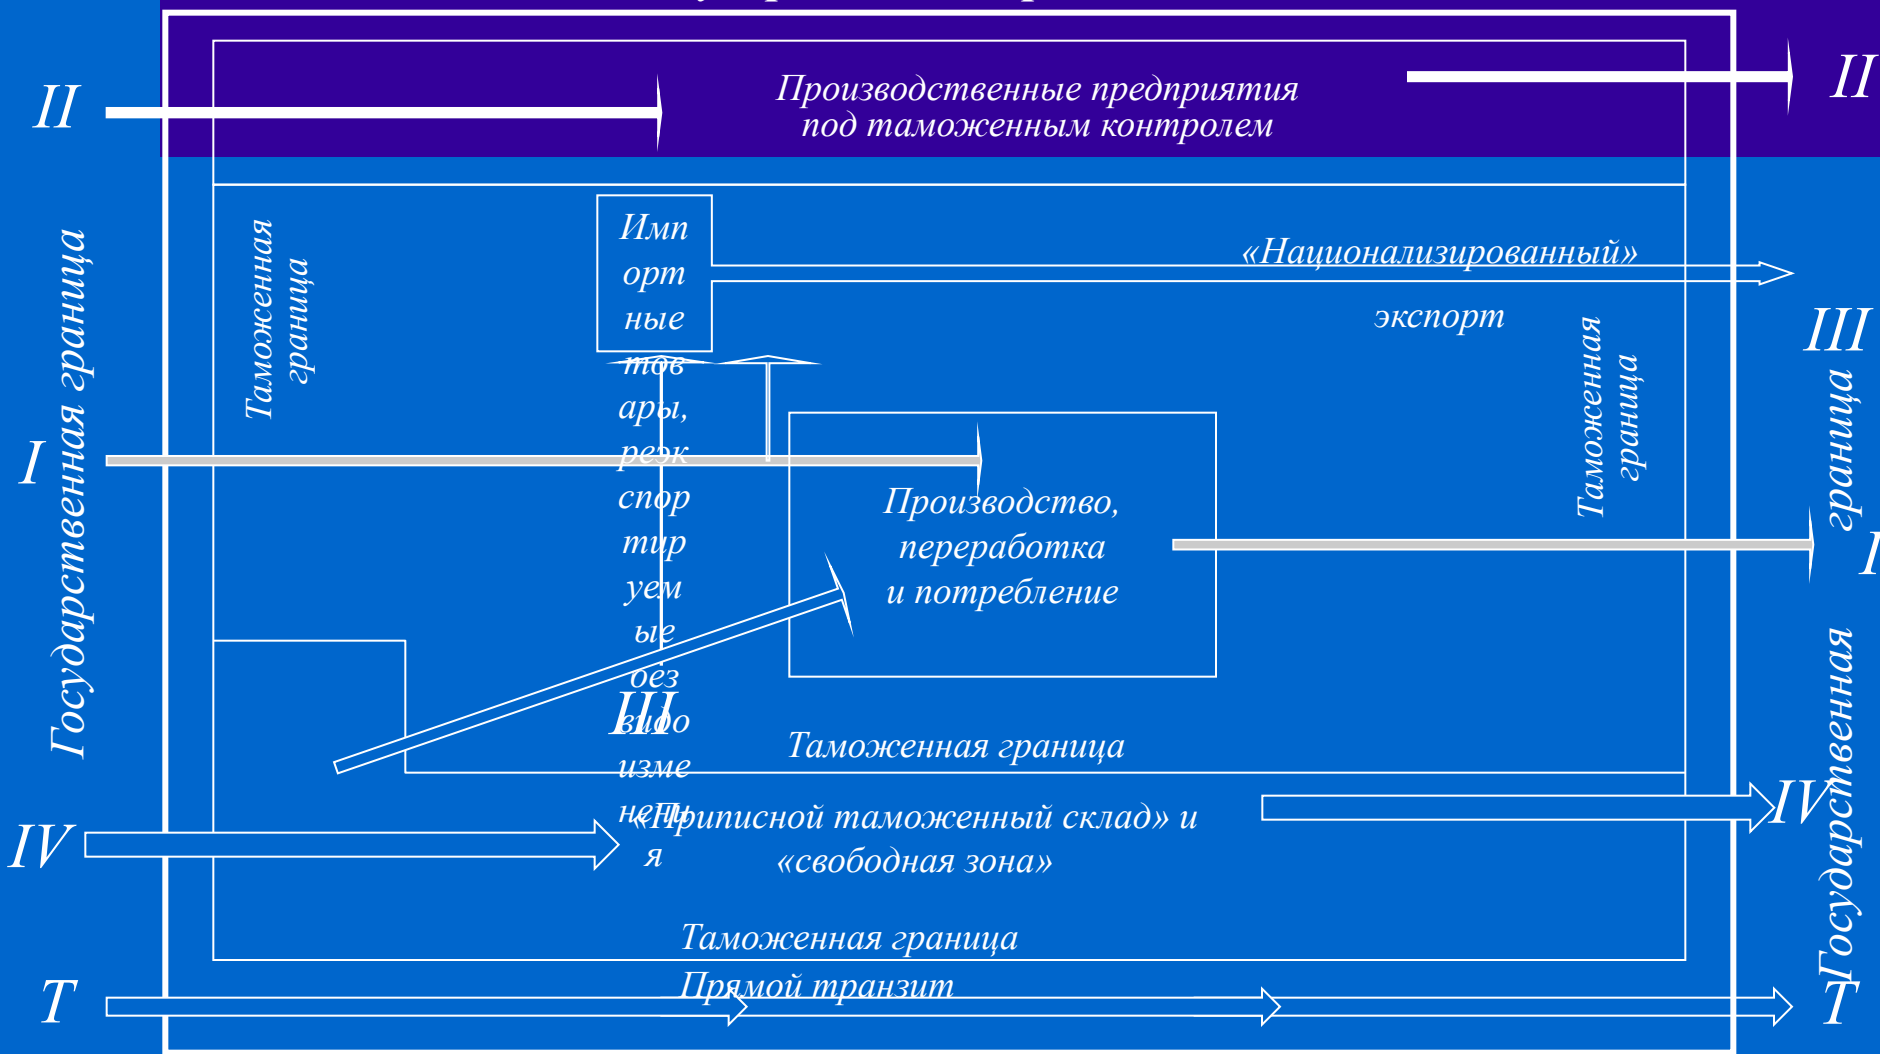 II
Производственные предприятия
под таможенным контролем
II
Государственная граница
Таможенная
граница
Имп
орт
ные
тов
ары,
реэк
спор
тир
уем
ые
без
видо
изме
нени
я
«Национализированный»
экспорт
Таможенная
граница
III
Государственная граница
I
Производство,
переработка
и потребление
I
III
Таможенная граница
IV
«Приписной таможенный склад» и
«свободная зона»
IV
Таможенная граница
Прямой транзит
T
T